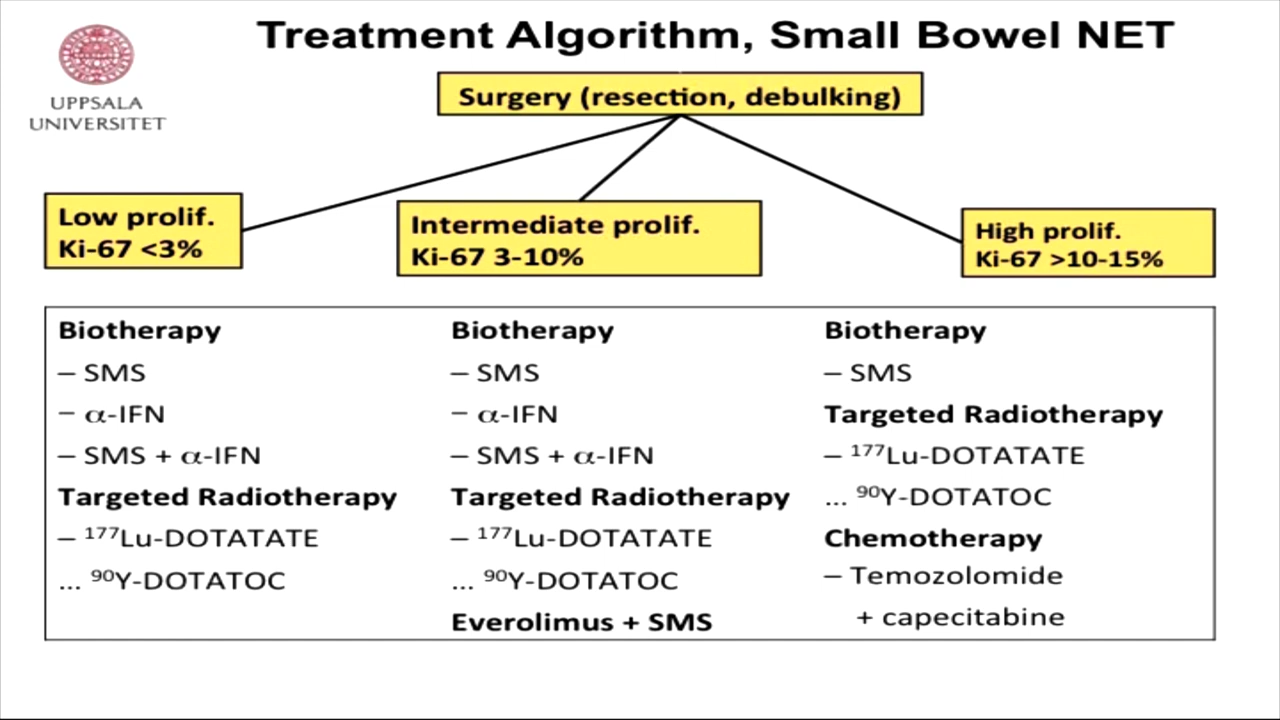 Treatment Algorithm, Small Bowel NET
UPPSALA
UNIVERSITET
Surgery (resection, debulking)
Low prolif.
Ki-67 <3%
Intermediate prolif.
Ki-67 3-10%
High prolif.
Ki-67 >10-15%
Biotherapy
– SMS
– α-IFN
– SMS + α-IFN
Targeted Radiotherapy
– ¹⁷⁷Lu-DOTATATE
... ⁹⁰Y-DOTATOC
Biotherapy
– SMS
– α-IFN
– SMS + α-IFN
Targeted Radiotherapy
– ¹⁷⁷Lu-DOTATATE
... ⁹⁰Y-DOTATOC
Everolimus + SMS
Biotherapy
– SMS
Targeted Radiotherapy
– ¹⁷⁷Lu-DOTATATE
... ⁹⁰Y-DOTATOC
Chemotherapy
– Temozolomide
+ capecitabine